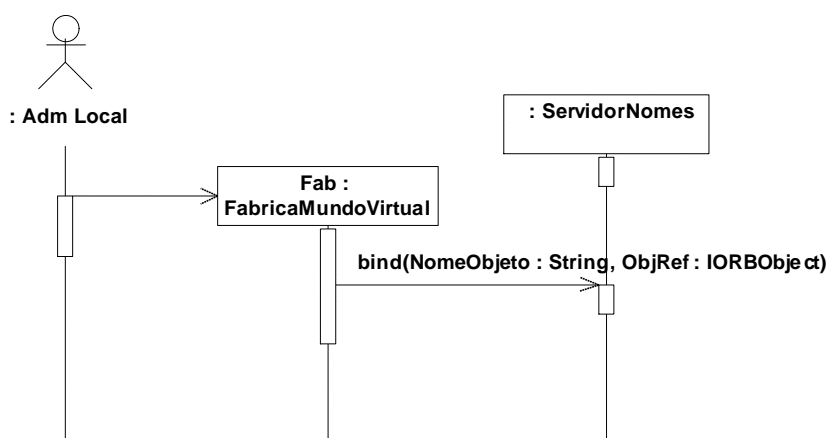 : Adm Local
: ServidorNomes
Fab :
FabricaMundoVirtual
bind(NomeObjeto : String, ObjRef : IORBObject)